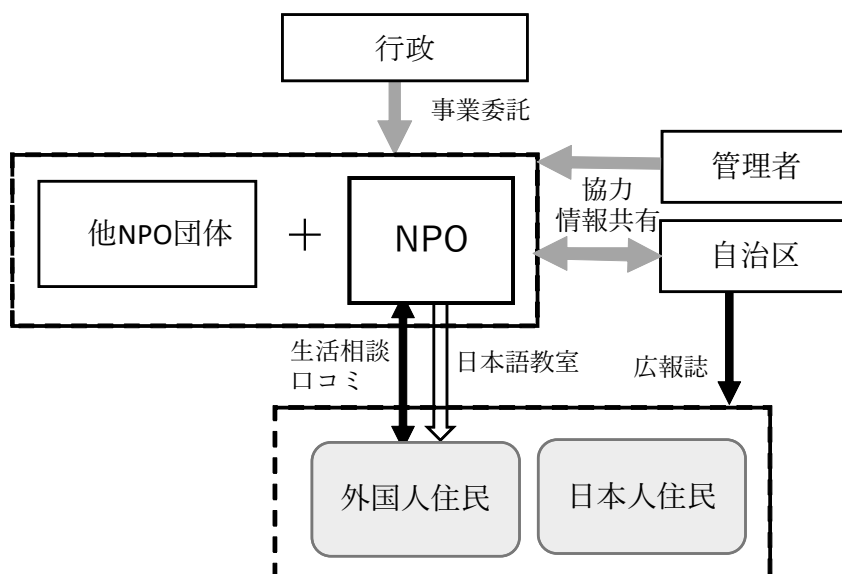 行政
事業委託
管理者
協力
情報共有
他NPO団体
+
NPO
自治区
生活相談
口コミ
日本語教室
広報誌
外国人住民
日本人住民